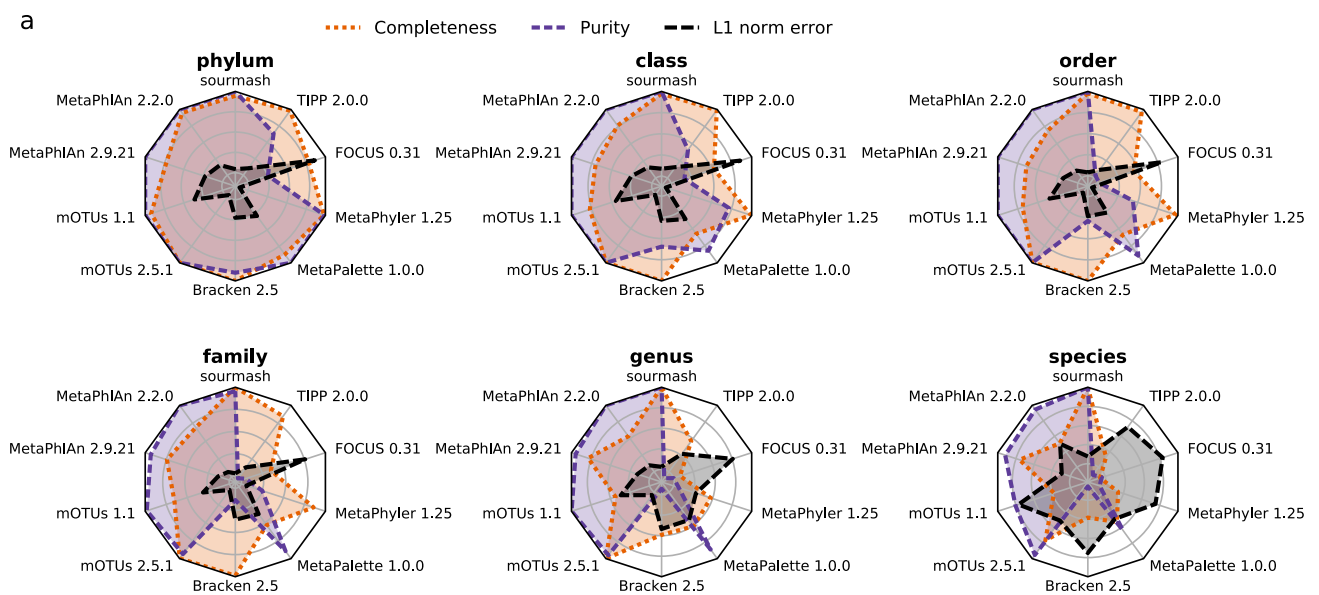 a
Completeness Purity L1 norm error
phylum
sourmash
TIPP 2.0.0
FOCUS 0.31
MetaPhyler 1.25
MetaPalette 1.0.0
Bracken 2.5
mOTUs 2.5.1
mOTUs 1.1
MetaPhlAn 2.9.21
MetaPhlAn 2.2.0
class
sourmash
TIPP 2.0.0
FOCUS 0.31
MetaPhyler 1.25
MetaPalette 1.0.0
Bracken 2.5
mOTUs 2.5.1
mOTUs 1.1
MetaPhlAn 2.9.21
MetaPhlAn 2.2.0
order
sourmash
TIPP 2.0.0
FOCUS 0.31
MetaPhyler 1.25
MetaPalette 1.0.0
Bracken 2.5
mOTUs 2.5.1
mOTUs 1.1
MetaPhlAn 2.9.21
MetaPhlAn 2.2.0
family
sourmash
TIPP 2.0.0
FOCUS 0.31
MetaPhyler 1.25
MetaPalette 1.0.0
Bracken 2.5
mOTUs 2.5.1
mOTUs 1.1
MetaPhlAn 2.9.21
MetaPhlAn 2.2.0
genus
sourmash
TIPP 2.0.0
FOCUS 0.31
MetaPhyler 1.25
MetaPalette 1.0.0
Bracken 2.5
mOTUs 2.5.1
mOTUs 1.1
MetaPhlAn 2.9.21
MetaPhlAn 2.2.0
species
sourmash
TIPP 2.0.0
FOCUS 0.31
MetaPhyler 1.25
MetaPalette 1.0.0
Bracken 2.5
mOTUs 2.5.1
mOTUs 1.1
MetaPhlAn 2.9.21
MetaPhlAn 2.2.0